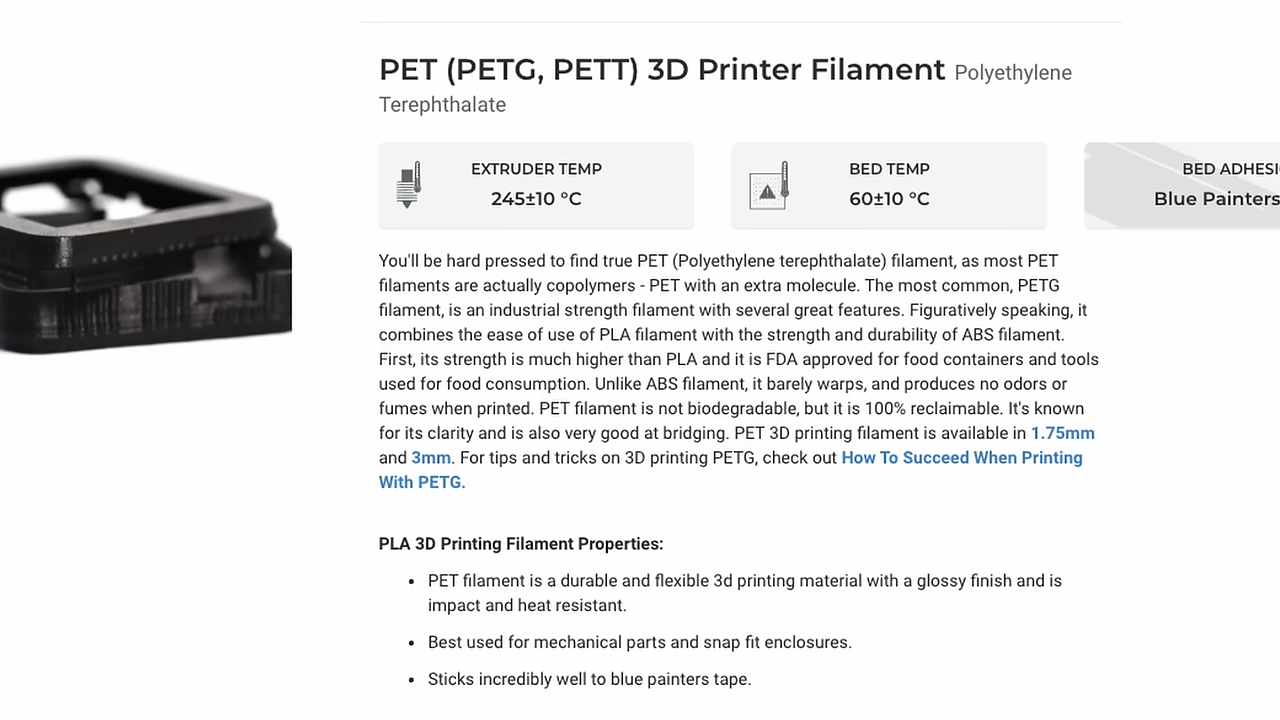 PET (PETG, PETT) 3D Printer Filament Polyethylene
Terephthalate
EXTRUDER TEMP
245±10 °C
BED TEMP
60±10 °C
BED ADHESI
Blue Painters
You'll be hard pressed to find true PET (Polyethylene terephthalate) filament, as most PET
filaments are actually copolymers - PET with an extra molecule. The most common, PETG
filament, is an industrial strength filament with several great features. Figuratively speaking, it
combines the ease of use of PLA filament with the strength and durability of ABS filament.
First, its strength is much higher than PLA and it is FDA approved for food containers and tools
used for food consumption. Unlike ABS filament, it barely warps, and produces no odors or
fumes when printed. PET filament is not biodegradable, but it is 100% reclaimable. It's known
for its clarity and is also very good at bridging. PET 3D printing filament is available in 1.75mm
and 3mm. For tips and tricks on 3D printing PETG, check out How To Succeed When Printing
With PETG.
PLA 3D Printing Filament Properties:
• PET filament is a durable and flexible 3d printing material with a glossy finish and is
impact and heat resistant.
• Best used for mechanical parts and snap fit enclosures.
• Sticks incredibly well to blue painters tape.